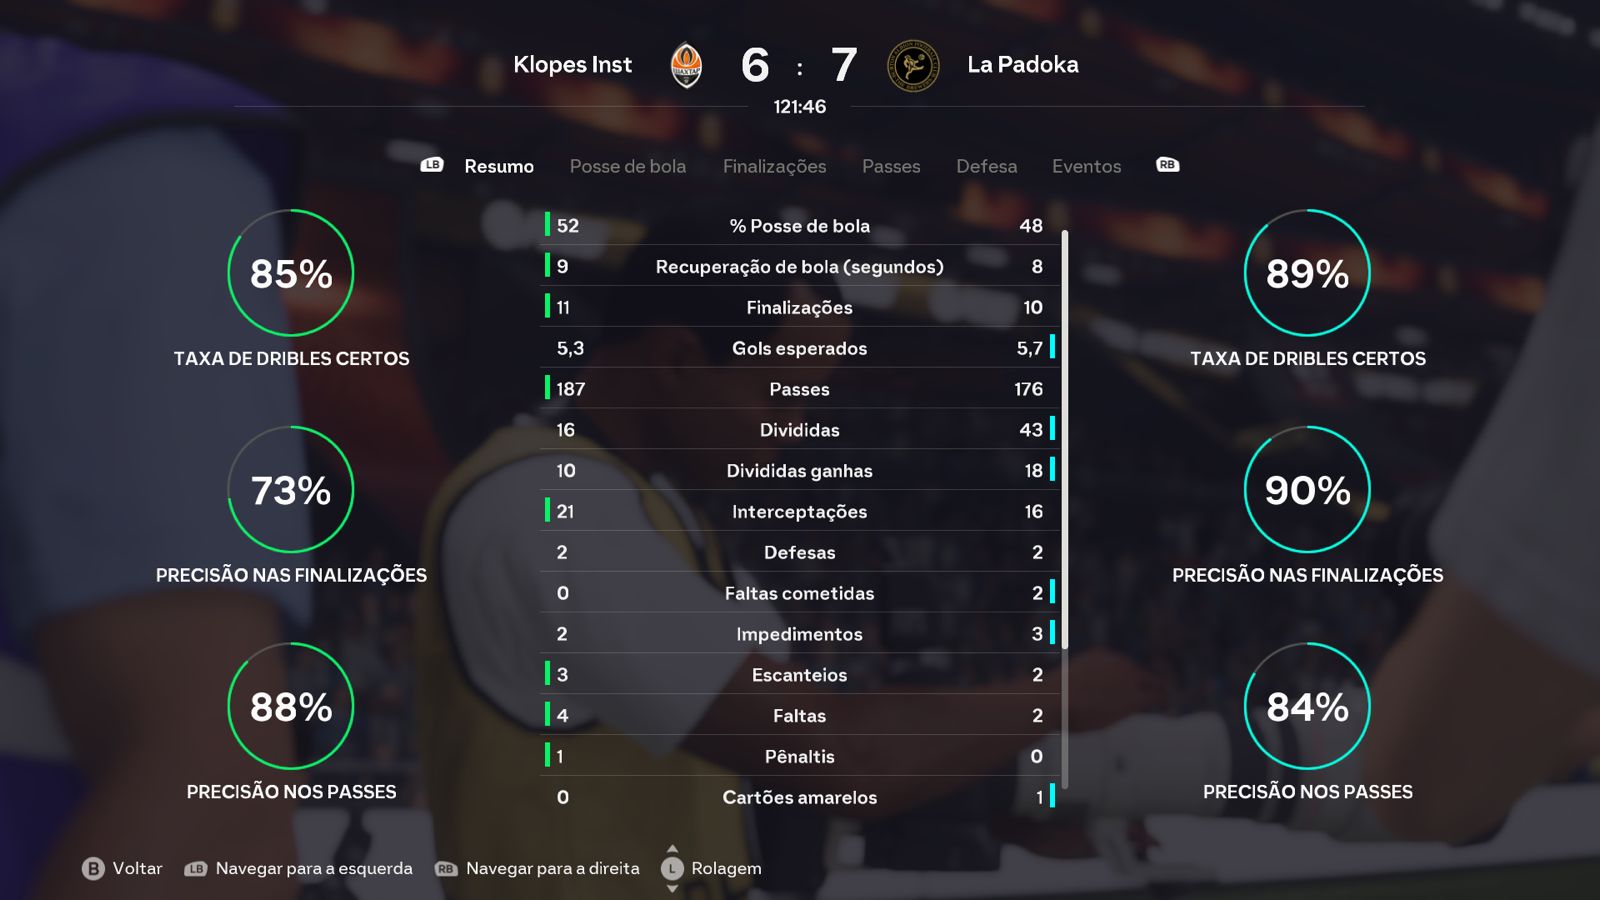 Klopes Inst 6 : 7 La Padoka
121:46
LB Resumo Posse de bola Finalizações Passes Defesa Eventos RB
52 % Posse de bola 48
9 Recuperação de bola (segundos) 8
11 Finalizações 10
5,3 Gols esperados 5,7
187 Passes 176
16 Divididas 43
10 Divididas ganhas 18
21 Interceptações 16
2 Defesas 2
0 Faltas cometidas 2
2 Impedimentos 3
3 Escanteios 2
4 Faltas 2
1 Pênaltis 0
0 Cartões amarelos 1
85%
TAXA DE DRIBLES CERTOS
73%
PRECISÃO NAS FINALIZAÇÕES
88%
PRECISÃO NOS PASSES
89%
TAXA DE DRIBLES CERTOS
90%
PRECISÃO NAS FINALIZAÇÕES
84%
PRECISÃO NOS PASSES
B Voltar LB Navegar para a esquerda RB Navegar para a direita L Rolagem